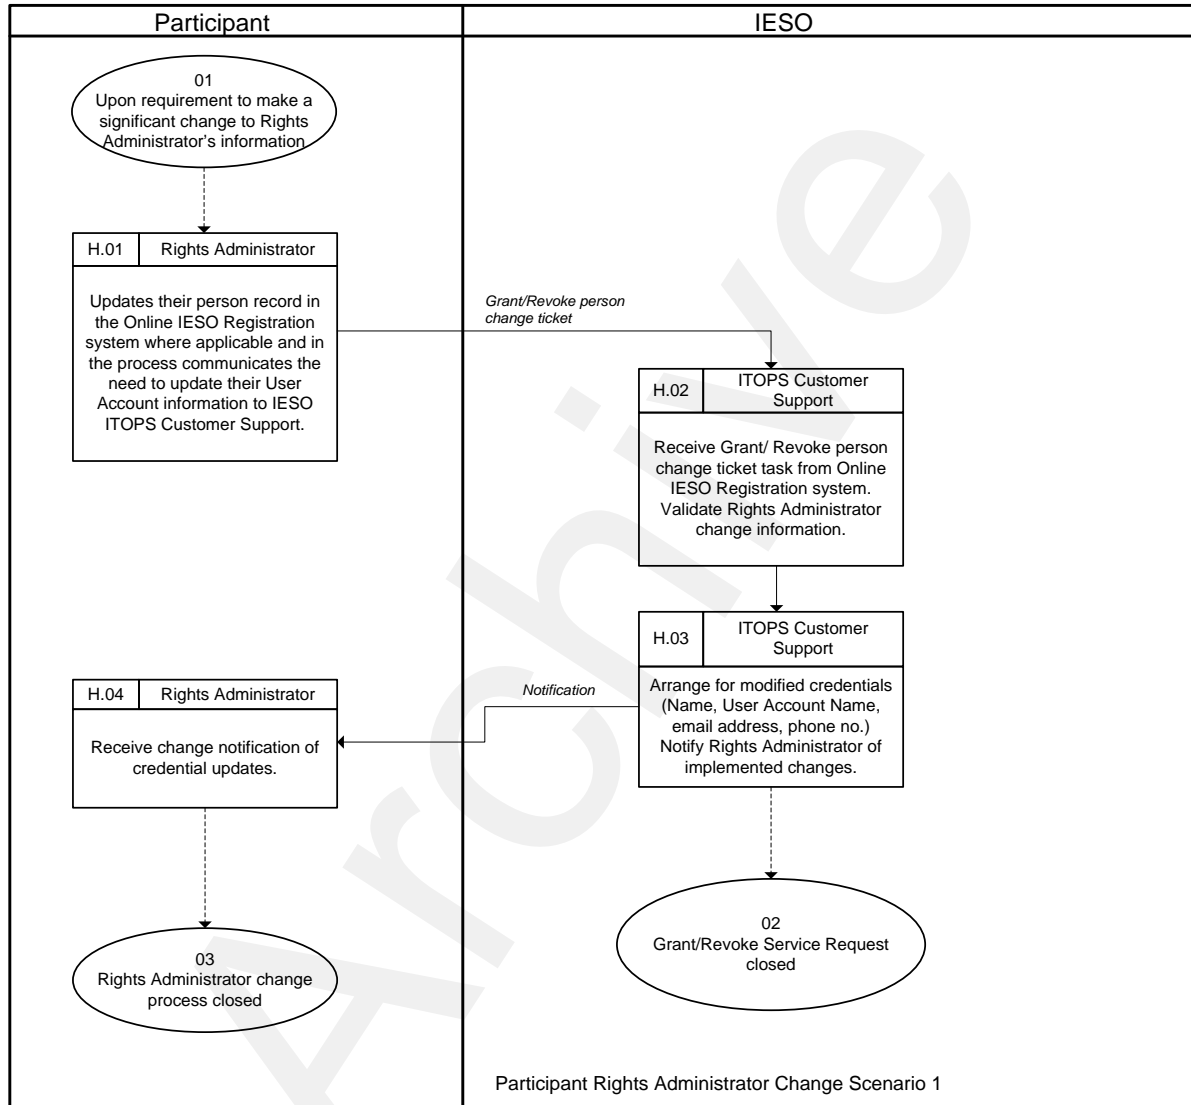 Participant
IESO
01
Upon requirement to make a
significant change to Rights
Administrator's information
H.01
Rights Administrator
Updates their person record in
the Online IESO Registration
system where applicable and in
the process communicates the
need to update their User
Account information to IESO
ITOPS Customer Support.
Grant/Revoke person
change ticket
H.02
ITOPS Customer
Support
Receive Grant/ Revoke person
change ticket task from Online
IESO Registration system.
Validate Rights Administrator
change information.
H.03
ITOPS Customer
Support
Arrange for modified credentials
(Name, User Account Name,
email address, phone no.)
Notify Rights Administrator of
implemented changes.
Notification
H.04
Rights Administrator
Receive change notification of
credential updates.
02
Grant/Revoke Service Request
closed
03
Rights Administrator change
process closed
Participant Rights Administrator Change Scenario 1
Archive